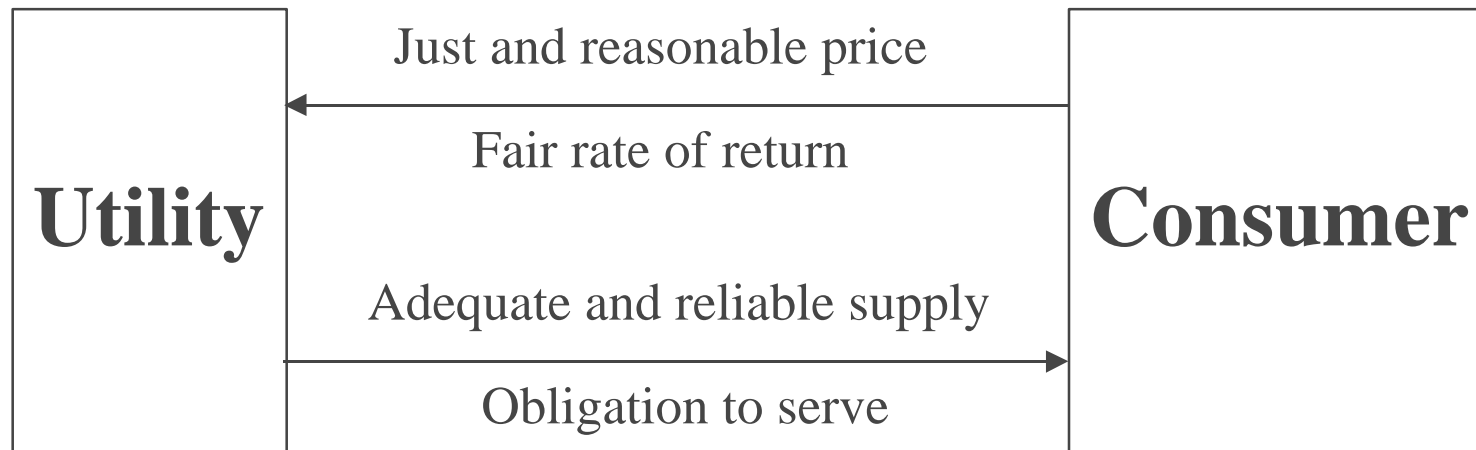 Just and reasonable price
Fair rate of return
Utility
Consumer
Adequate and reliable supply
Obligation to serve